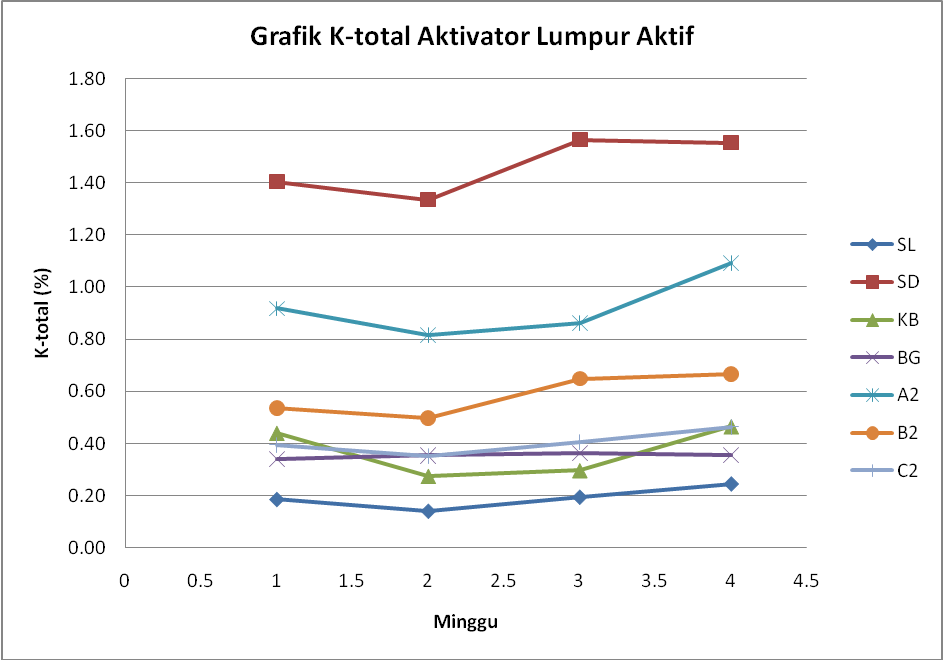 Grafik K-total Aktivator Lumpur Aktif
1.80
1.60
1.40
1.20
1.00
0.80
0.60
0.40
0.20
0.00
K-total (%)
0 0.5 1 1.5 2 2.5 3 3.5 4 4.5
Minggu
SL
SD
KB
BG
A2
B2
C2